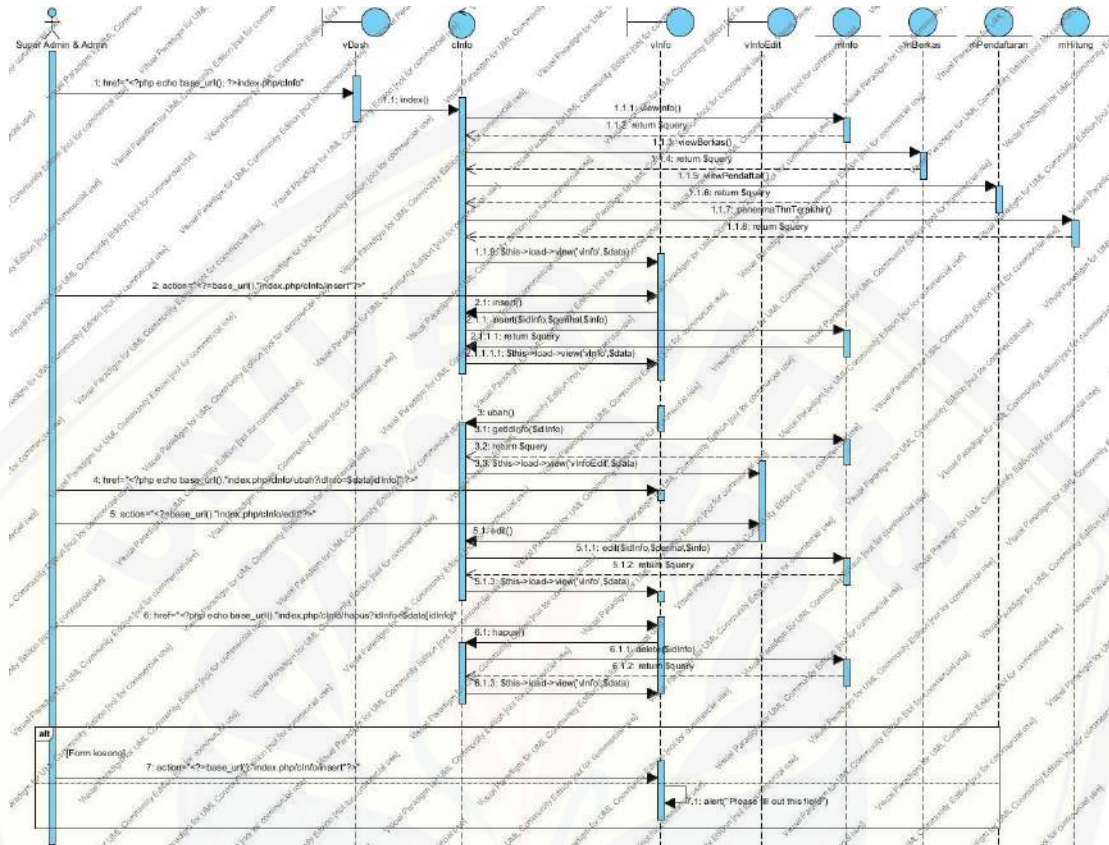 Super Admin & Admin
vDash
cInfo
vInfo
vInfoEdit
mInfo
mBerkas
mPendaftaran
mHitung
1: href="<?php echo base_url(); ?>index.php/cInfo"
1.1: index()
1.1.1: viewInfo()
1.1.2: return $query
1.1.3: viewBerkas()
1.1.4: return $query
1.1.5: viewPendaftar()
1.1.6: return $query
1.1.7: penerimaThnTerakhir()
1.1.8: return $query
1.1.9: $this->load->view('vInfo',$data)
2: action="<?=base_url()."index.php/cInfo/insert"?>"
2.1: insert()
2.1.1: insert($idInfo,$perihal,$info)
2.1.1.1: return $query
2.1.1.1.1: $this->load->view('vInfo',$data)
3: ubah()
3.1: getIdInfo($idInfo)
3.2: return $query
3.3: $this->load->view('vInfoEdit',$data)
4: href="<?php echo base_url()."index.php/cInfo/ubah?idInfo=$data[idInfo]"?>"
5: action="<?=base_url()."index.php/cInfo/edit"?>"
5.1: edit()
5.1.1: edit($idInfo,$perihal,$info)
5.1.2: return $query
5.1.3: $this->load->view('vInfo',$data)
6: href="<?php echo base_url()."index.php/cInfo/hapus?idInfo=$data[idInfo]"
6.1: hapus()
6.1.1: delete($idInfo)
6.1.2: return $query
6.1.3: $this->load->view('vInfo',$data)
alt
[Form kosong]
7: action="<?=base_url()."index.php/cInfo/insert"?>"
7.1: alert("Please fill out this field")
Visual Paradigm for UML Community Edition [not for commercial use]